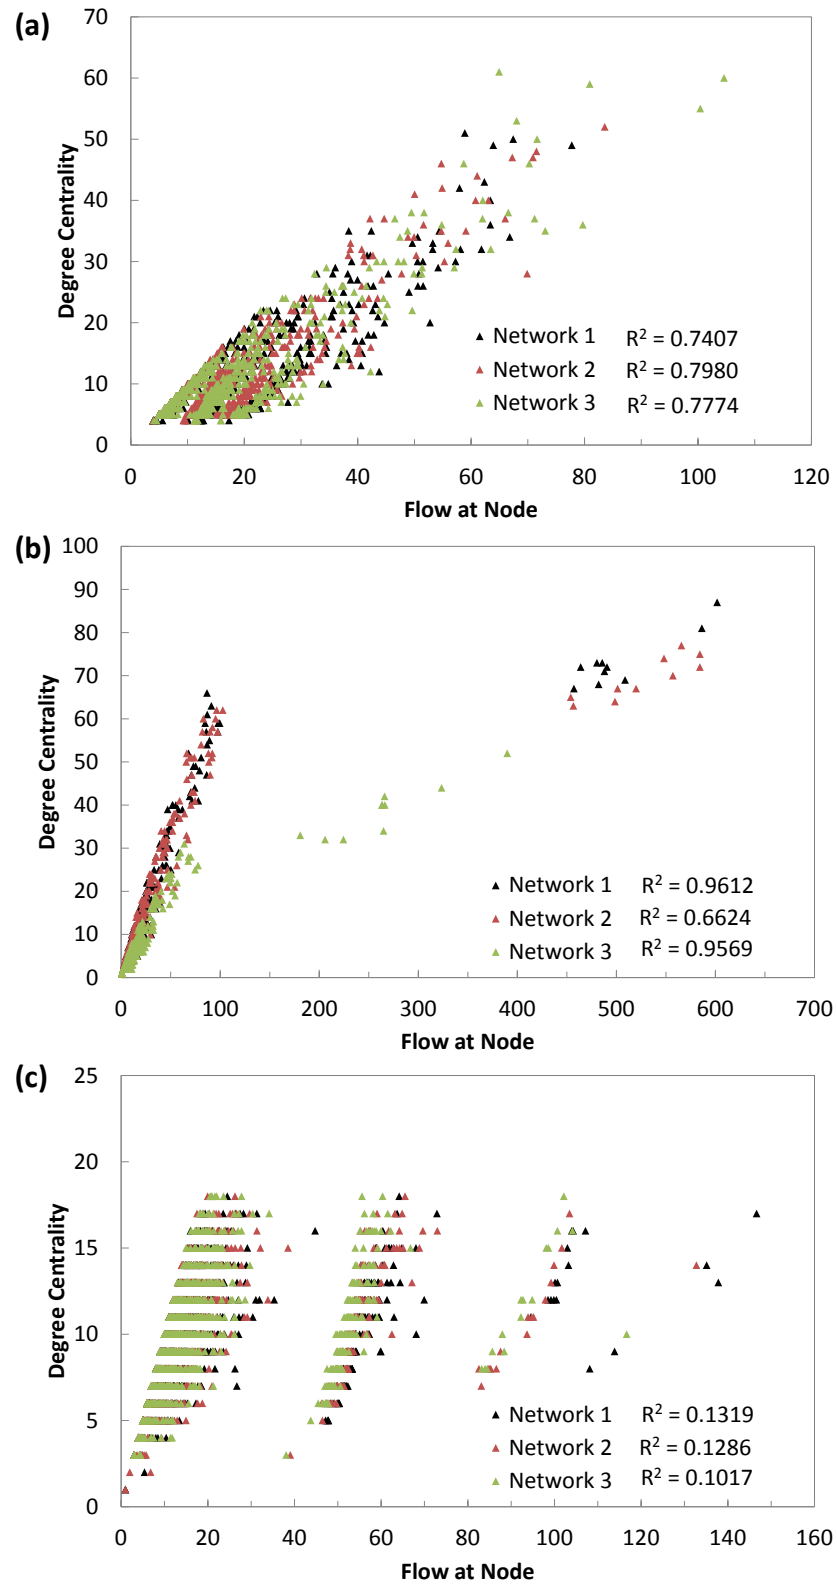 (a)
70
60
50
40
30
20
10
0
Degree Centrality
Network 1 R² = 0.7407
Network 2 R² = 0.7980
Network 3 R² = 0.7774
0 20 40 60 80 100 120
Flow at Node
(b)
100
90
80
70
60
50
40
30
20
10
0
Degree Centrality
Network 1 R² = 0.9612
Network 2 R² = 0.6624
Network 3 R² = 0.9569
0 100 200 300 400 500 600 700
Flow at Node
(c)
25
20
15
10
5
0
Degree Centrality
Network 1 R² = 0.1319
Network 2 R² = 0.1286
Network 3 R² = 0.1017
0 20 40 60 80 100 120 140 160
Flow at Node